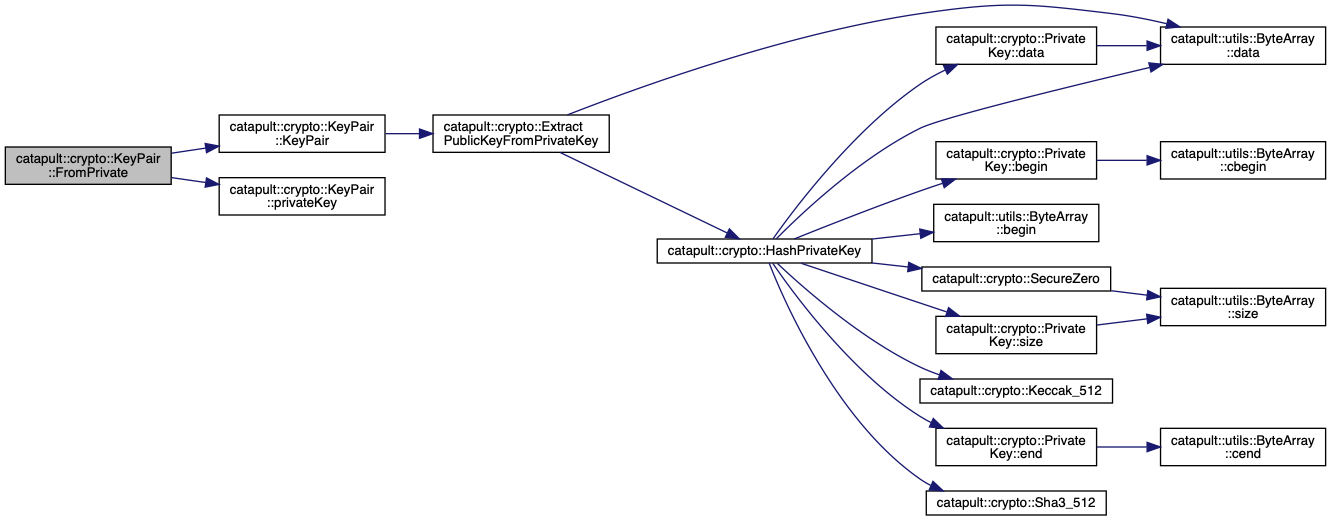 catapult::crypto::KeyPair
::FromPrivate
catapult::crypto::KeyPair
::KeyPair
catapult::crypto::KeyPair
::privateKey
catapult::crypto::Extract
PublicKeyFromPrivateKey
catapult::crypto::HashPrivateKey
catapult::crypto::Private
Key::data
catapult::utils::ByteArray
::data
catapult::crypto::Private
Key::begin
catapult::utils::ByteArray
::cbegin
catapult::utils::ByteArray
::begin
catapult::crypto::SecureZero
catapult::utils::ByteArray
::size
catapult::crypto::Private
Key::size
catapult::crypto::Keccak_512
catapult::crypto::Private
Key::end
catapult::utils::ByteArray
::cend
catapult::crypto::Sha3_512